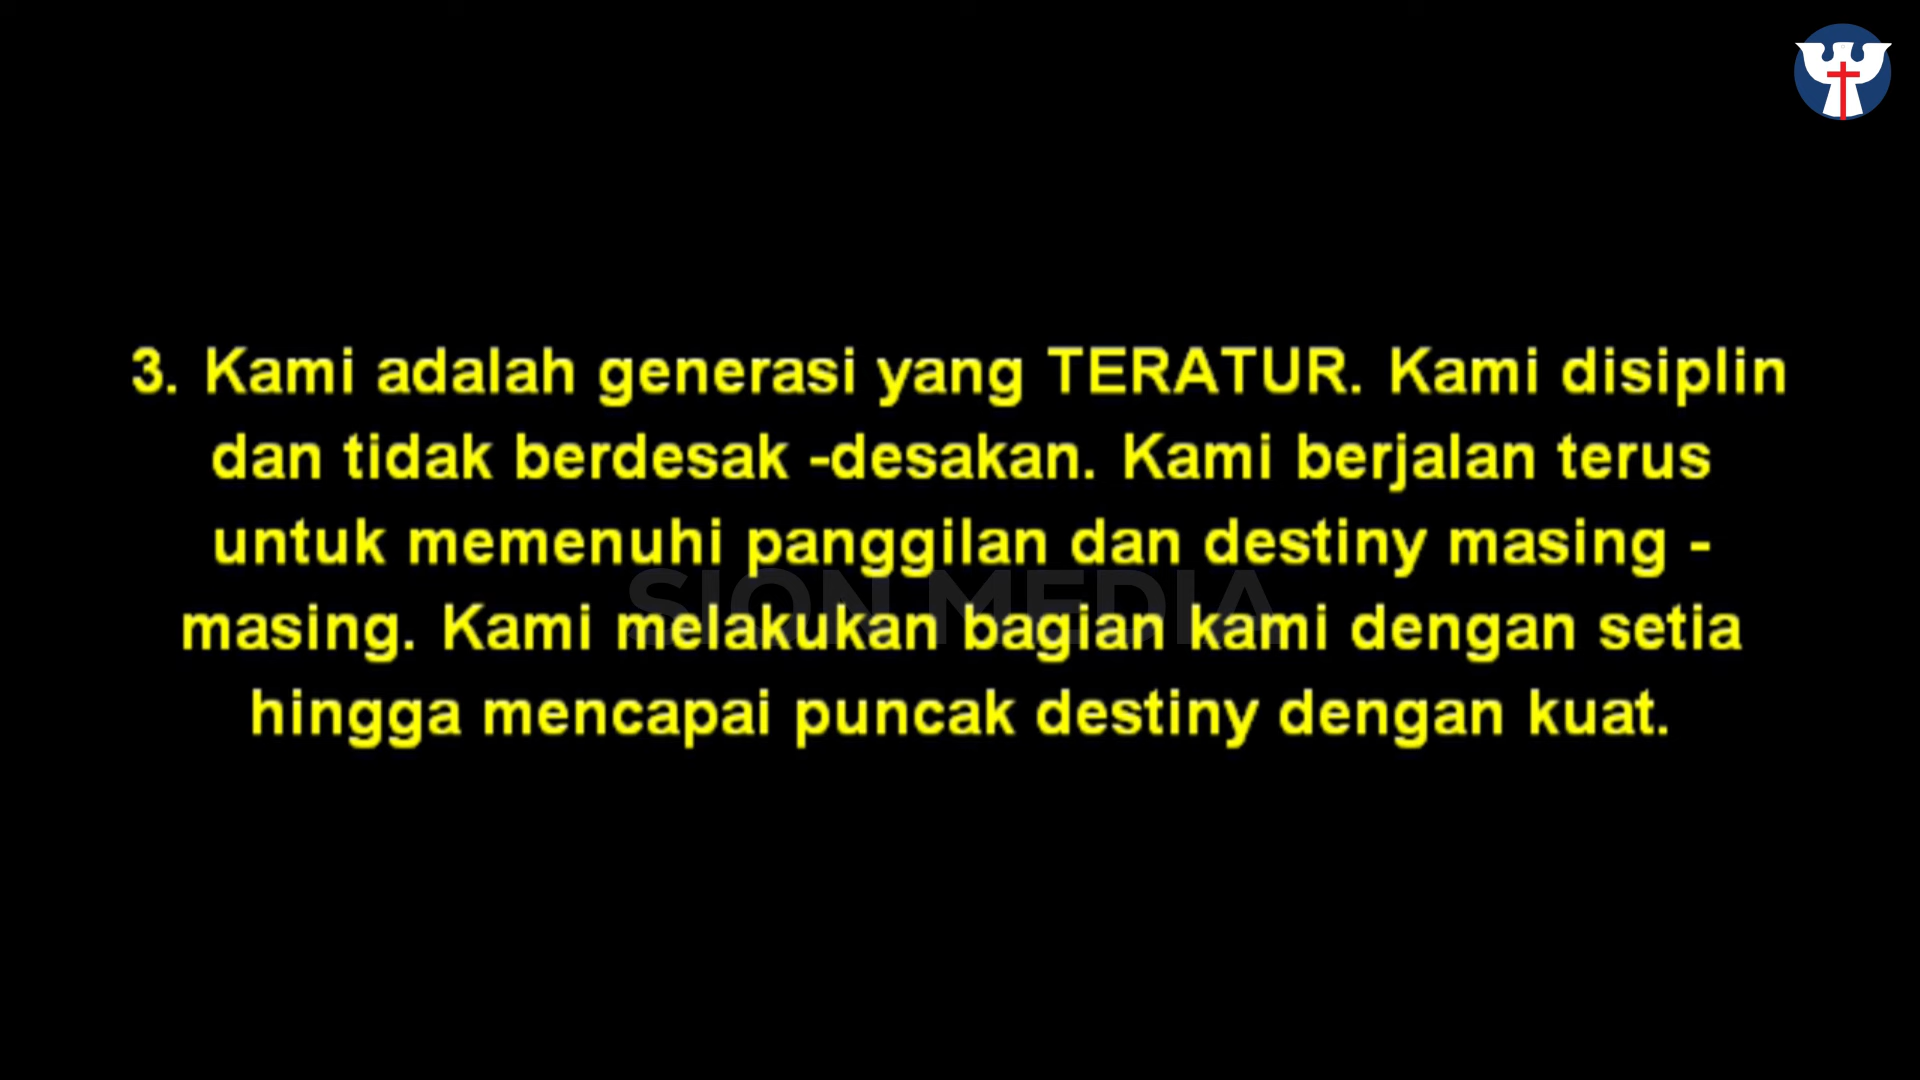 3. Kami adalah generasi yang TERATUR. Kami disiplin
dan tidak berdesak -desakan. Kami berjalan terus
untuk memenuhi panggilan dan destiny masing -
SION MEDIA
masing. Kami melakukan bagian kami dengan setia
hingga mencapai puncak destiny dengan kuat.